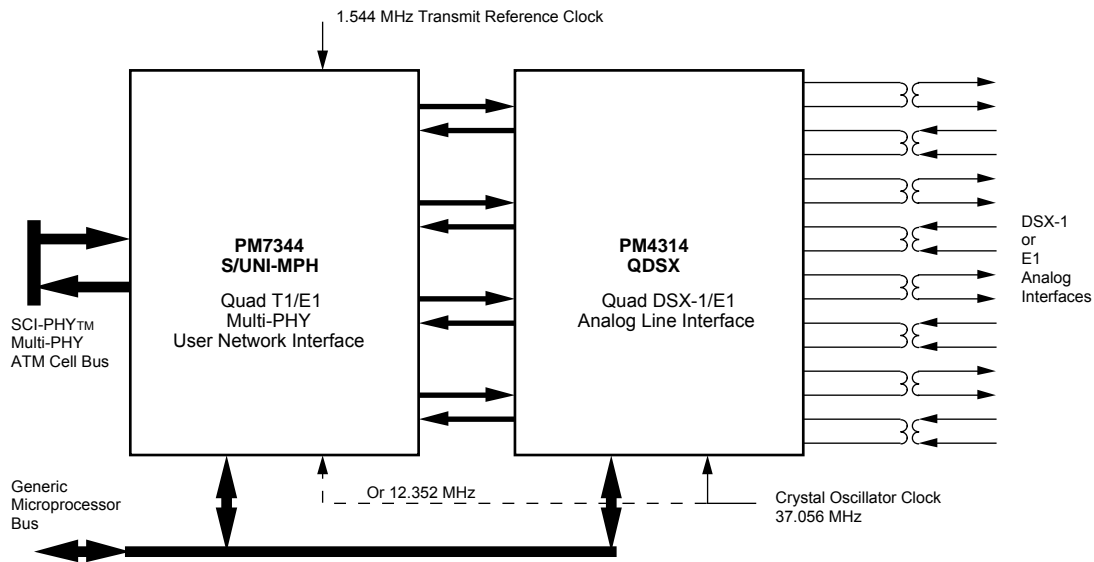 1.544 MHz Transmit Reference Clock
PM7344
S/UNI-MPH
Quad T1/E1
Multi-PHY
User Network Interface
PM4314
QDSX
Quad DSX-1/E1
Analog Line Interface
DSX-1
or
E1
Analog
Interfaces
SCI-PHYTM
Multi-PHY
ATM Cell Bus
Generic
Microprocessor
Bus
Or 12.352 MHz
Crystal Oscillator Clock
37.056 MHz